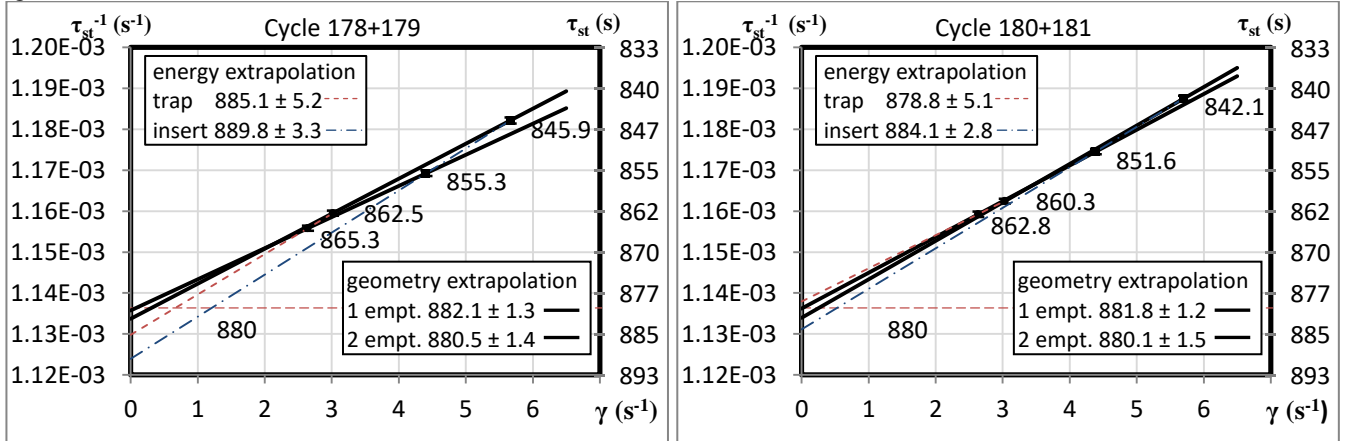 τst⁻¹ (s⁻¹) Cycle 178+179 τst (s)
1.20E-03
1.19E-03
1.18E-03
1.17E-03
1.16E-03
1.15E-03
1.14E-03
1.13E-03
1.12E-03
energy extrapolation
trap 885.1 ± 5.2
insert 889.8 ± 3.3
845.9
855.3
862.5
865.3
880
geometry extrapolation
1 empt. 882.1 ± 1.3
2 empt. 880.5 ± 1.4
833
840
847
855
862
870
877
885
893
0 1 2 3 4 5 6 γ (s⁻¹)
τst⁻¹ (s⁻¹) Cycle 180+181 τst (s)
1.20E-03
1.19E-03
1.18E-03
1.17E-03
1.16E-03
1.15E-03
1.14E-03
1.13E-03
1.12E-03
energy extrapolation
trap 878.8 ± 5.1
insert 884.1 ± 2.8
842.1
851.6
860.3
862.8
880
geometry extrapolation
1 empt. 881.8 ± 1.2
2 empt. 880.1 ± 1.5
833
840
847
855
862
870
877
885
893
0 1 2 3 4 5 6 γ (s⁻¹)